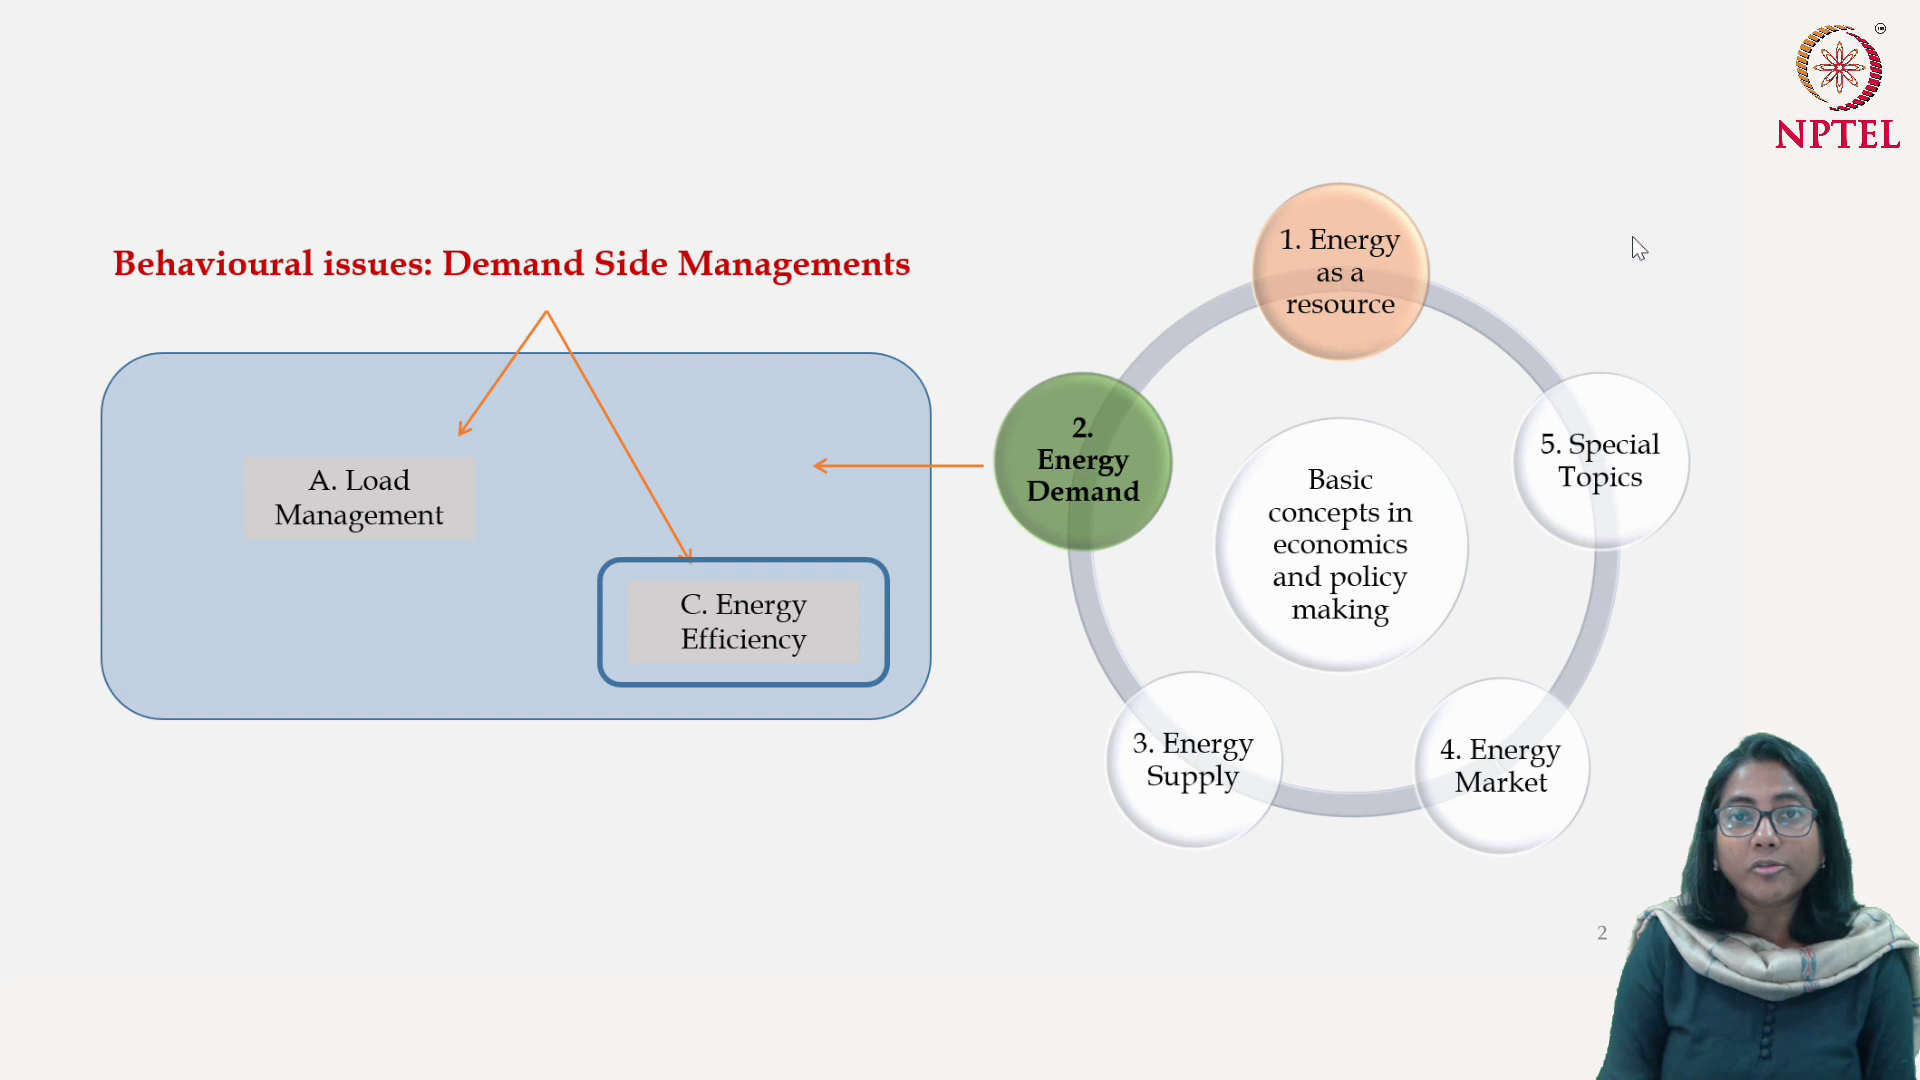 NPTEL
Behavioural issues: Demand Side Managements
A. Load
Management
C. Energy
Efficiency
1. Energy
as a
resource
2.
Energy
Demand
5. Special
Topics
Basic
concepts in
economics
and policy
making
3. Energy
Supply
4. Energy
Market
2